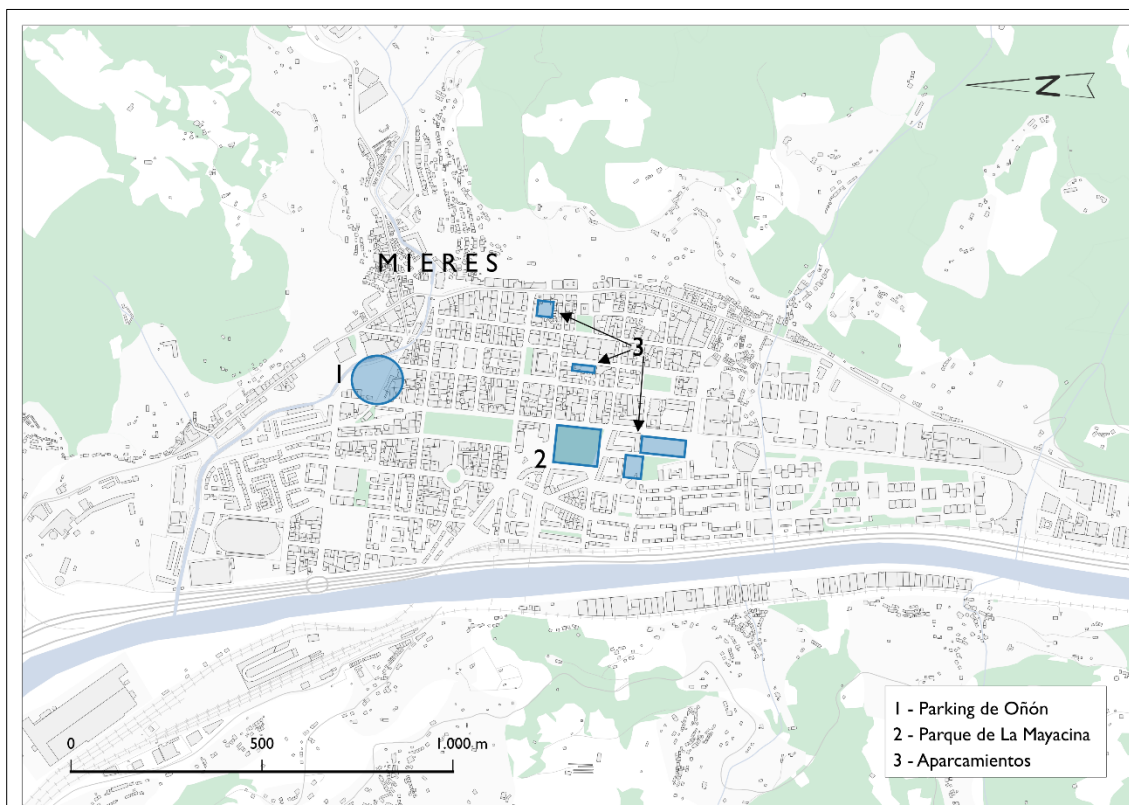 N
MIERES
3
1
2
0 500 1.000 m
1 - Parking de Oñón
2 - Parque de La Mayacina
3 - Aparcamientos